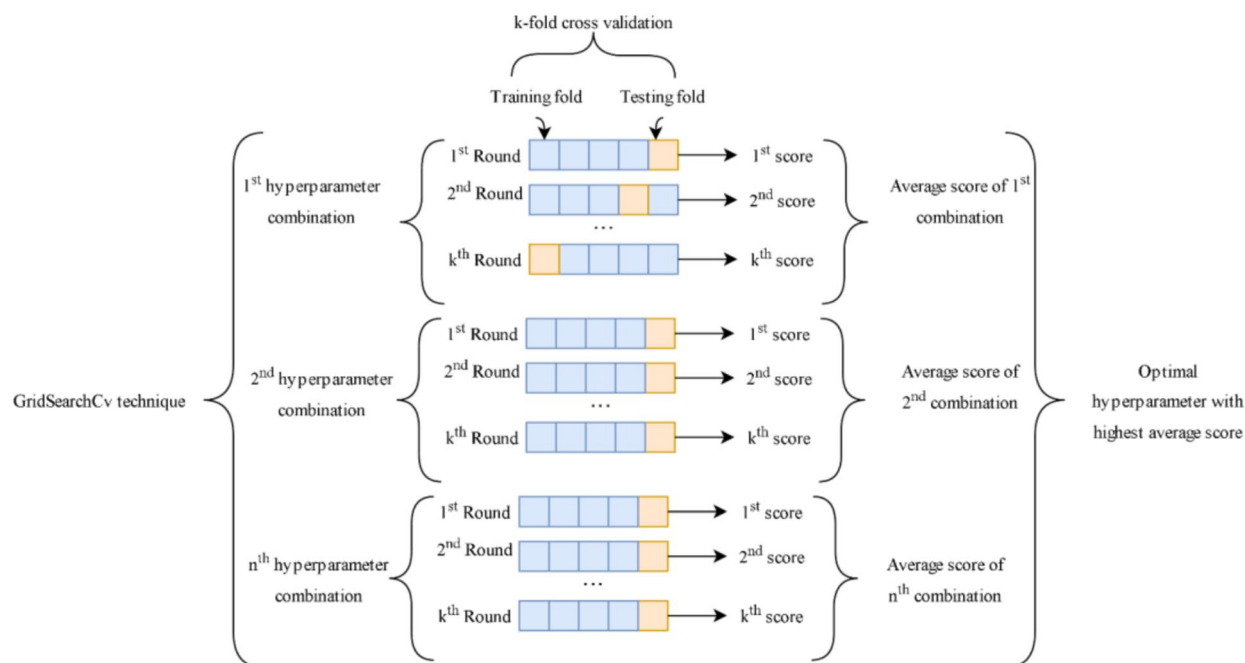 k-fold cross validation
Training fold
Testing fold
1st hyperparameter
combination
1st Round
1st score
2nd Round
2nd score
...
kth Round
kth score
Average score of 1st
combination
GridSearchCv technique
2nd hyperparameter
combination
1st Round
1st score
2nd Round
2nd score
...
kth Round
kth score
Average score of
2nd combination
nth hyperparameter
combination
1st Round
1st score
2nd Round
2nd score
...
kth Round
kth score
Average score of
nth combination
Optimal
hyperparameter with
highest average score